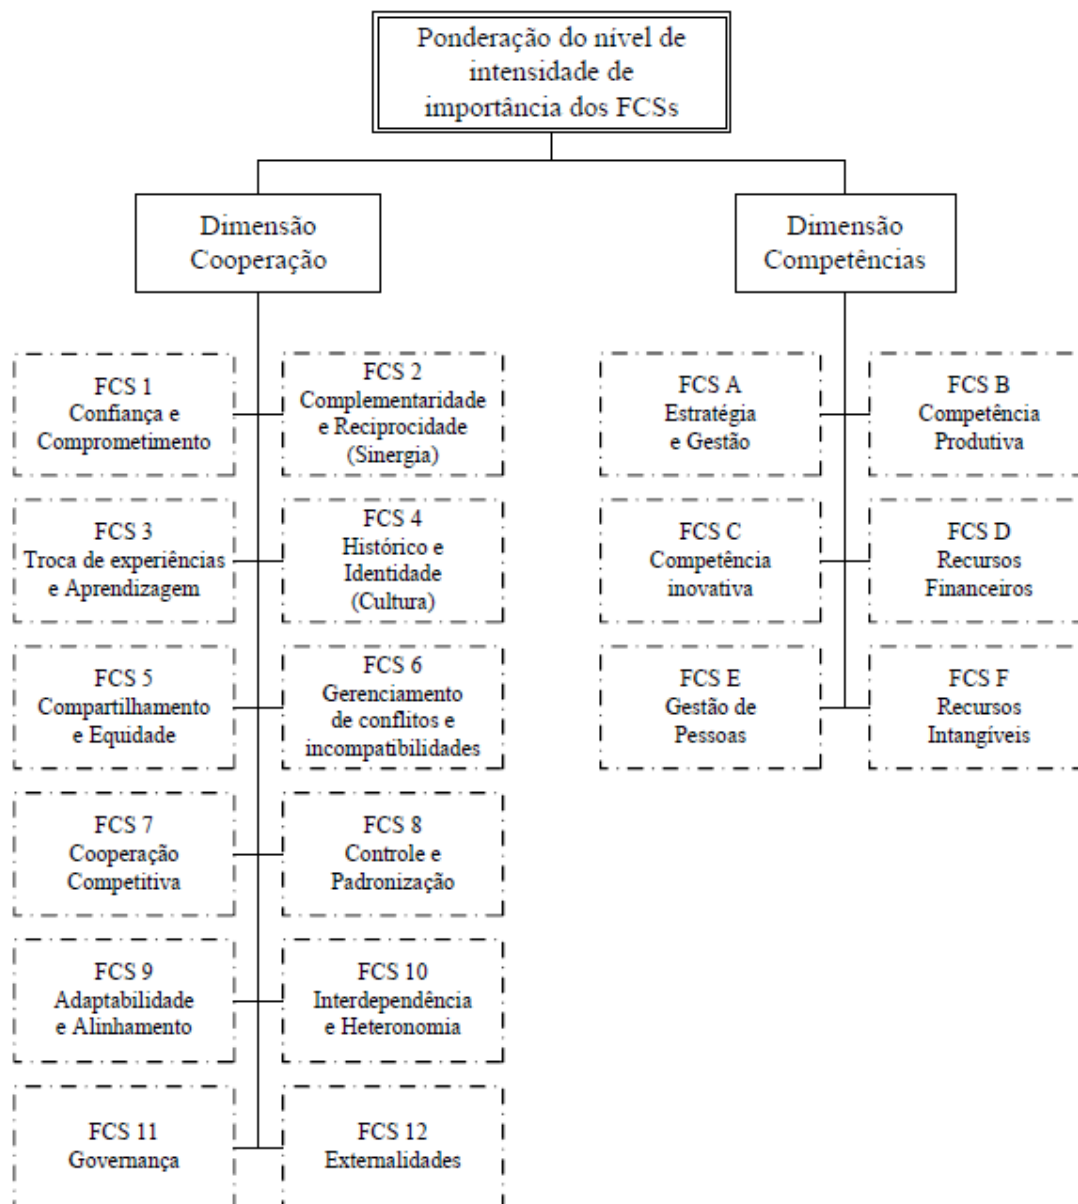 Ponderação do nível de
intensidade de
importância dos FCSs
Dimensão
Cooperação
Dimensão
Competências
FCS 1
Confiança e
Comprometimento
FCS 2
Complementaridade
e Reciprocidade
(Sinergia)
FCS A
Estratégia
e Gestão
FCS B
Competência
Produtiva
FCS 3
Troca de experiências
e Aprendizagem
FCS 4
Histórico e
Identidade
(Cultura)
FCS C
Competência
inovativa
FCS D
Recursos
Financeiros
FCS 5
Compartilhamento
e Equidade
FCS 6
Gerenciamento
de conflitos e
incompatibilidades
FCS E
Gestão de
Pessoas
FCS F
Recursos
Intangíveis
FCS 7
Cooperação
Competitiva
FCS 8
Controle e
Padronização
FCS 9
Adaptabilidade
e Alinhamento
FCS 10
Interdependência
e Heteronomia
FCS 11
Governança
FCS 12
Externalidades